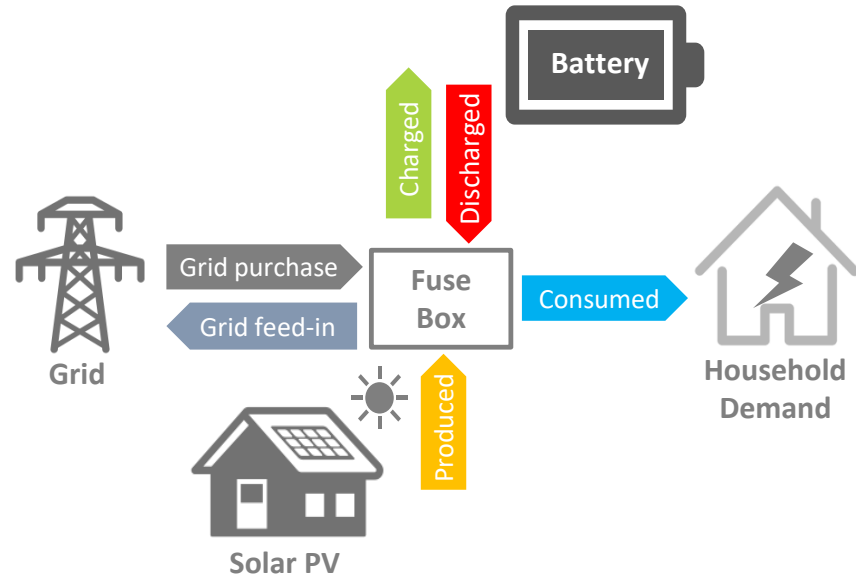 Battery
Charged
Discharged
Grid purchase
Grid feed-in
Fuse
Box
Consumed
Grid
Household
Demand
Produced
Solar PV